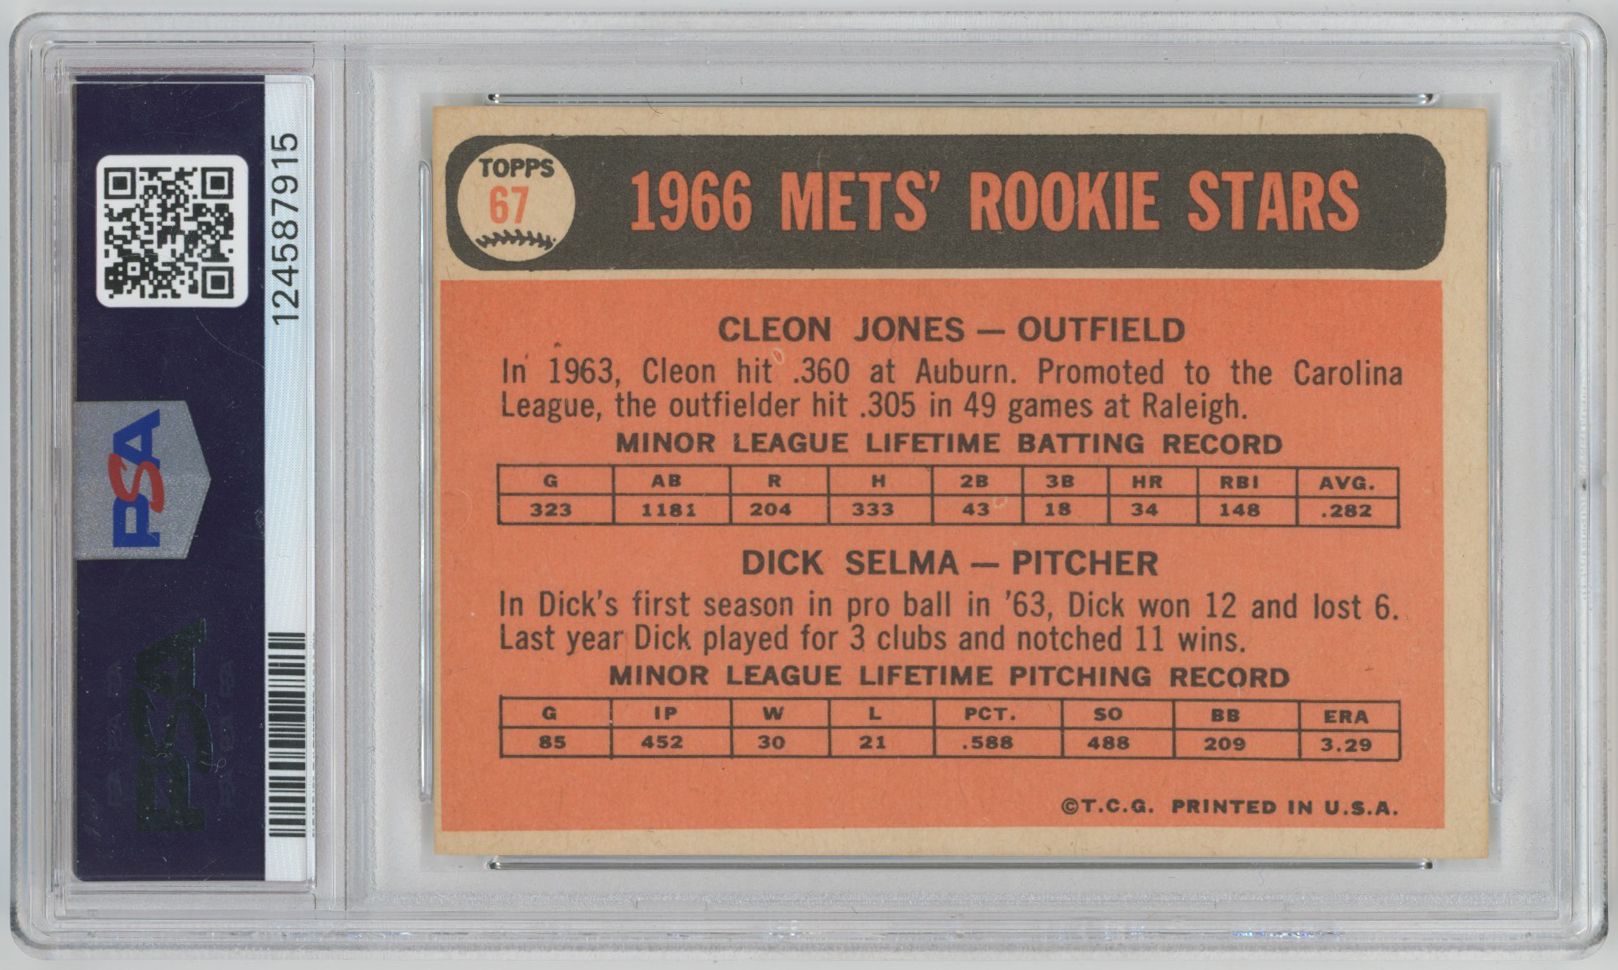 124587915
PSA
PSA
TOPPS
67
1966 METS' ROOKIE STARS
CLEON JONES — OUTFIELD
In 1963, Cleon hit .360 at Auburn. Promoted to the Carolina
League, the outfielder hit .305 in 49 games at Raleigh.
MINOR LEAGUE LIFETIME BATTING RECORD
G AB R H 2B 3B HR RBI AVG.
323 1181 204 333 43 18 34 148 .282
DICK SELMA — PITCHER
In Dick's first season in pro ball in '63, Dick won 12 and lost 6.
Last year Dick played for 3 clubs and notched 11 wins.
MINOR LEAGUE LIFETIME PITCHING RECORD
G IP W L PCT. SO BB ERA
85 452 30 21 .588 488 209 3.29
©T.C.G. PRINTED IN U.S.A.